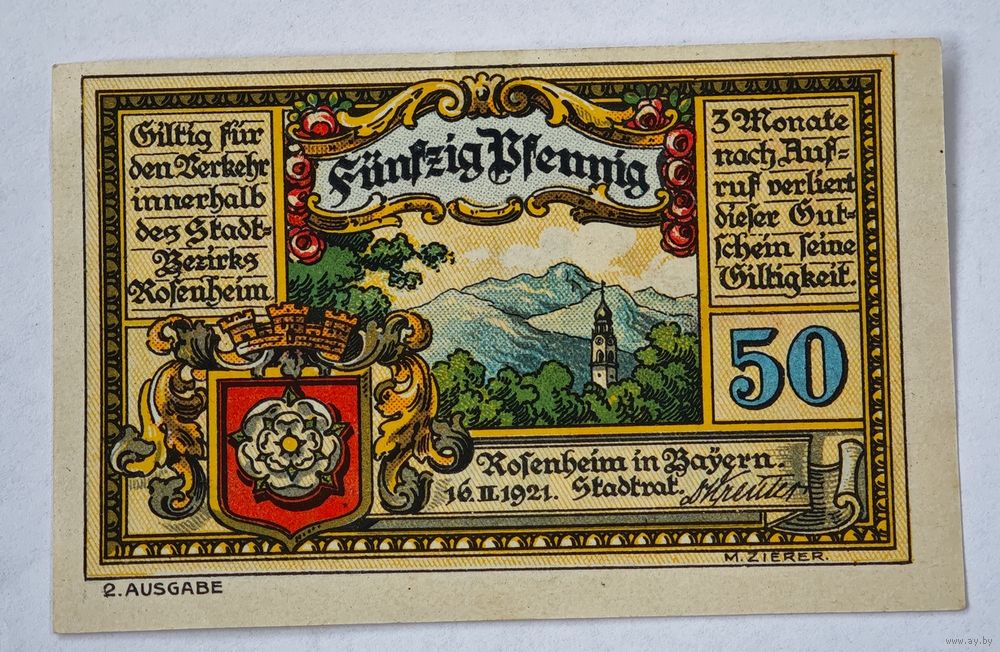 Giltig für
den Verkehr
innerhalb
des Stadt-
Bezirks
Rosenheim
Fünfzig Pfennig
3 Monate
nach Auf-
ruf verliert
dieser Gut-
schein seine
Giltigkeit.
50
Rosenheim in Bayern.
16.II.1921. Stadtrat.
M. ZIERER.
2. AUSGABE
www.ay.by